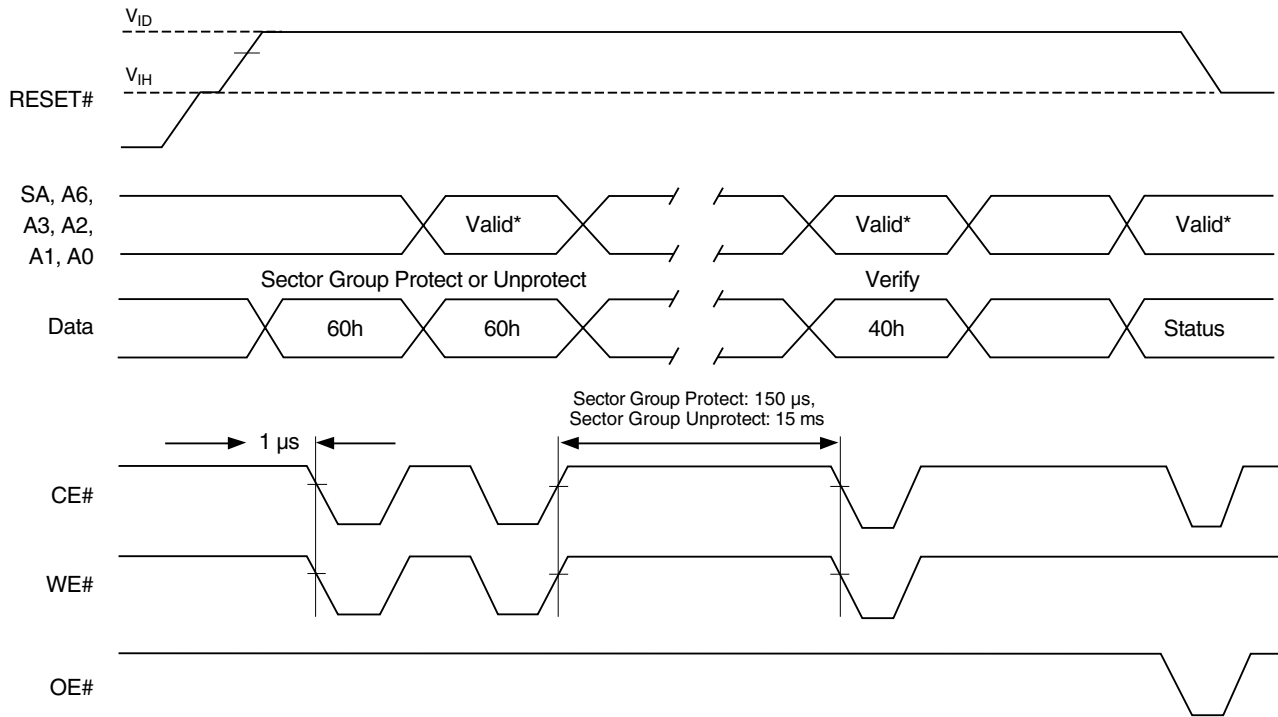 VID
VIH
RESET#
SA, A6,
A3, A2,
A1, A0
Valid*
Valid*
Valid*
Sector Group Protect or Unprotect
Verify
Data
60h
60h
40h
Status
Sector Group Protect: 150 µs,
Sector Group Unprotect: 15 ms
1 µs
CE#
WE#
OE#